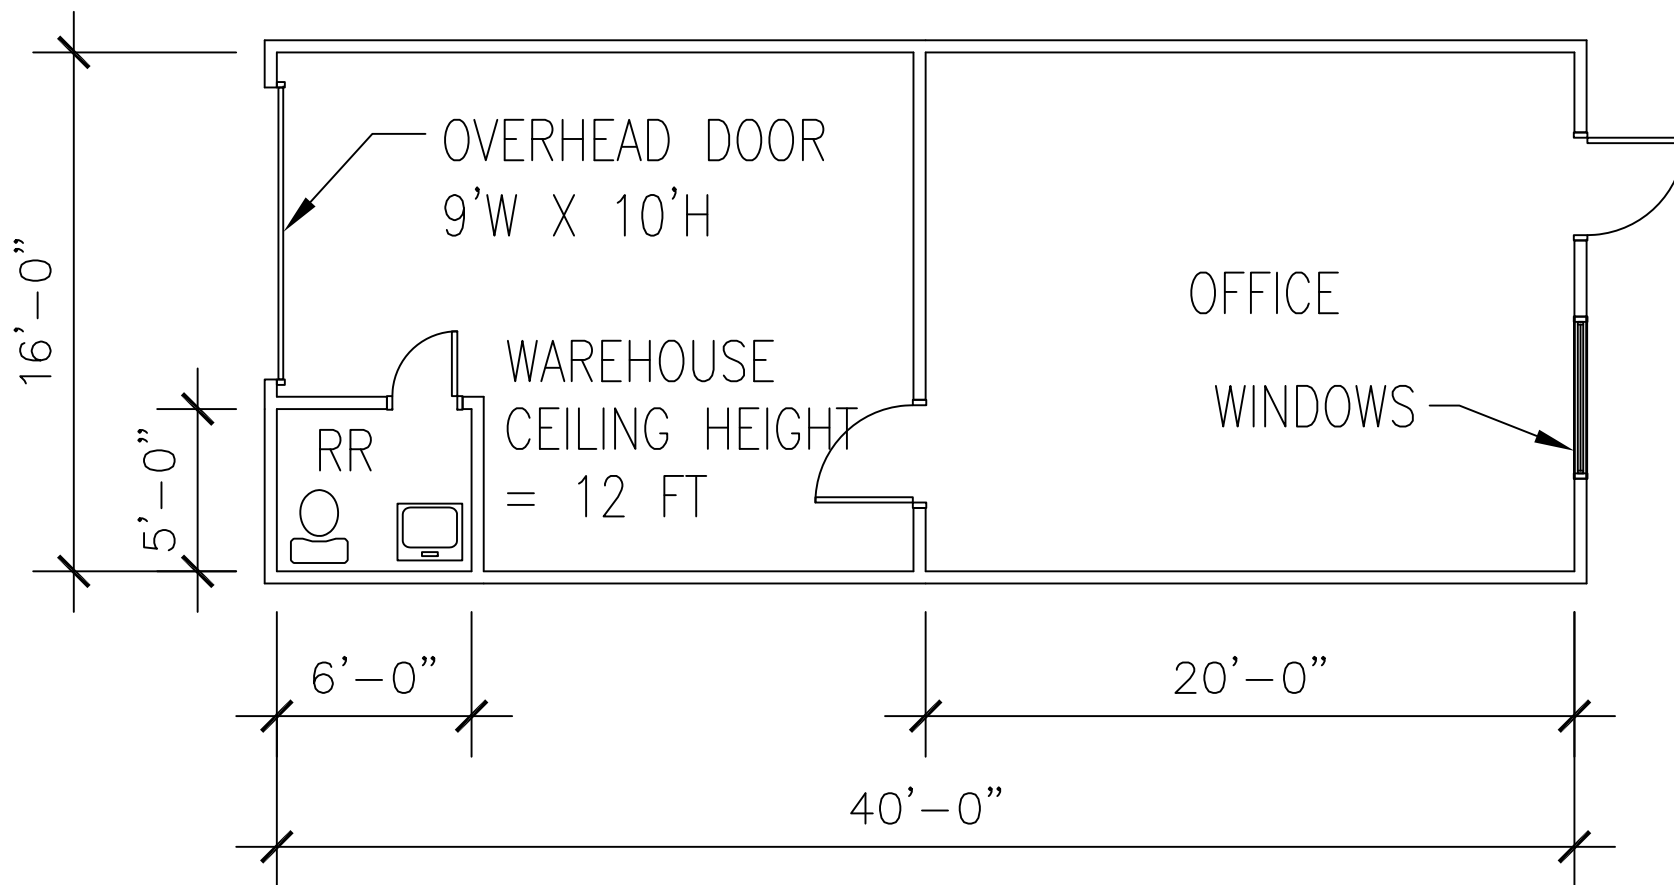 OVERHEAD DOOR
9'W X 10'H
16'-0"
OFFICE
WAREHOUSE
CEILING HEIGHT
= 12 FT
WINDOWS
RR
5'-0"
6'-0"
20'-0"
40'-0"